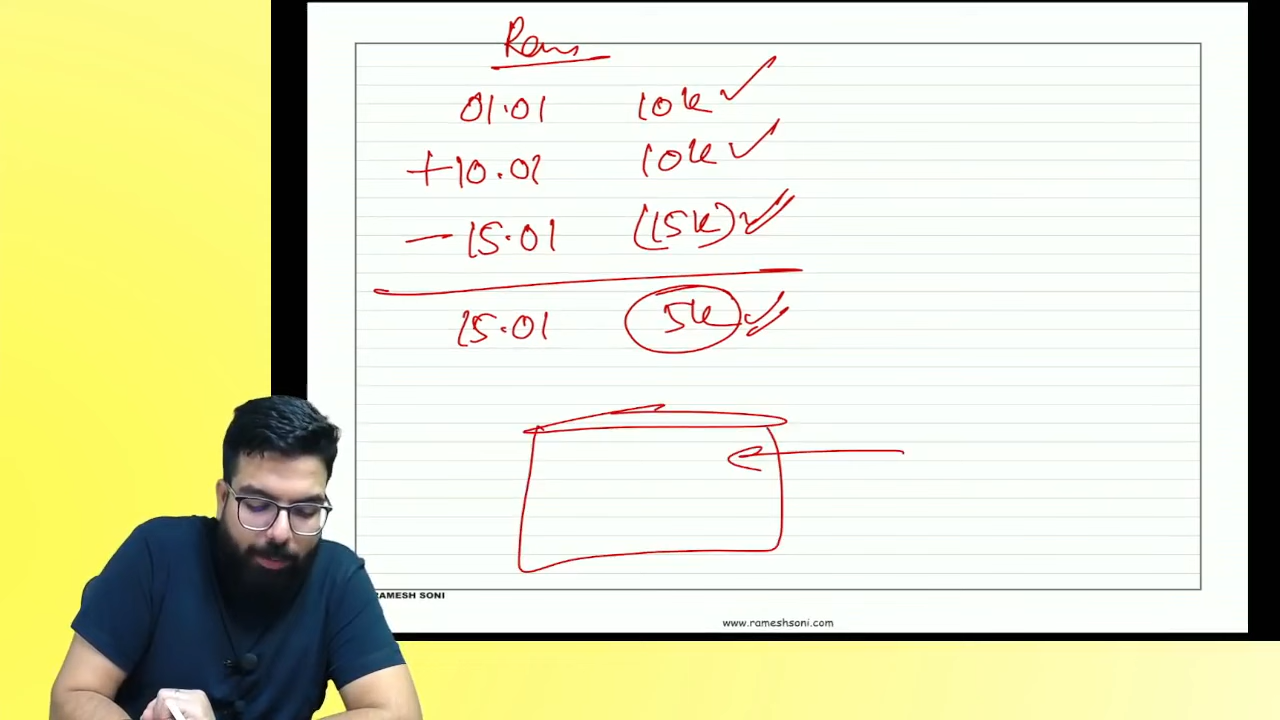 Ram
01.01 10k ✓
+10.01 10k ✓
- 15.01 (15k) ✓
15.01 5k ✓
RAMESH SONI
www.rameshsoni.com